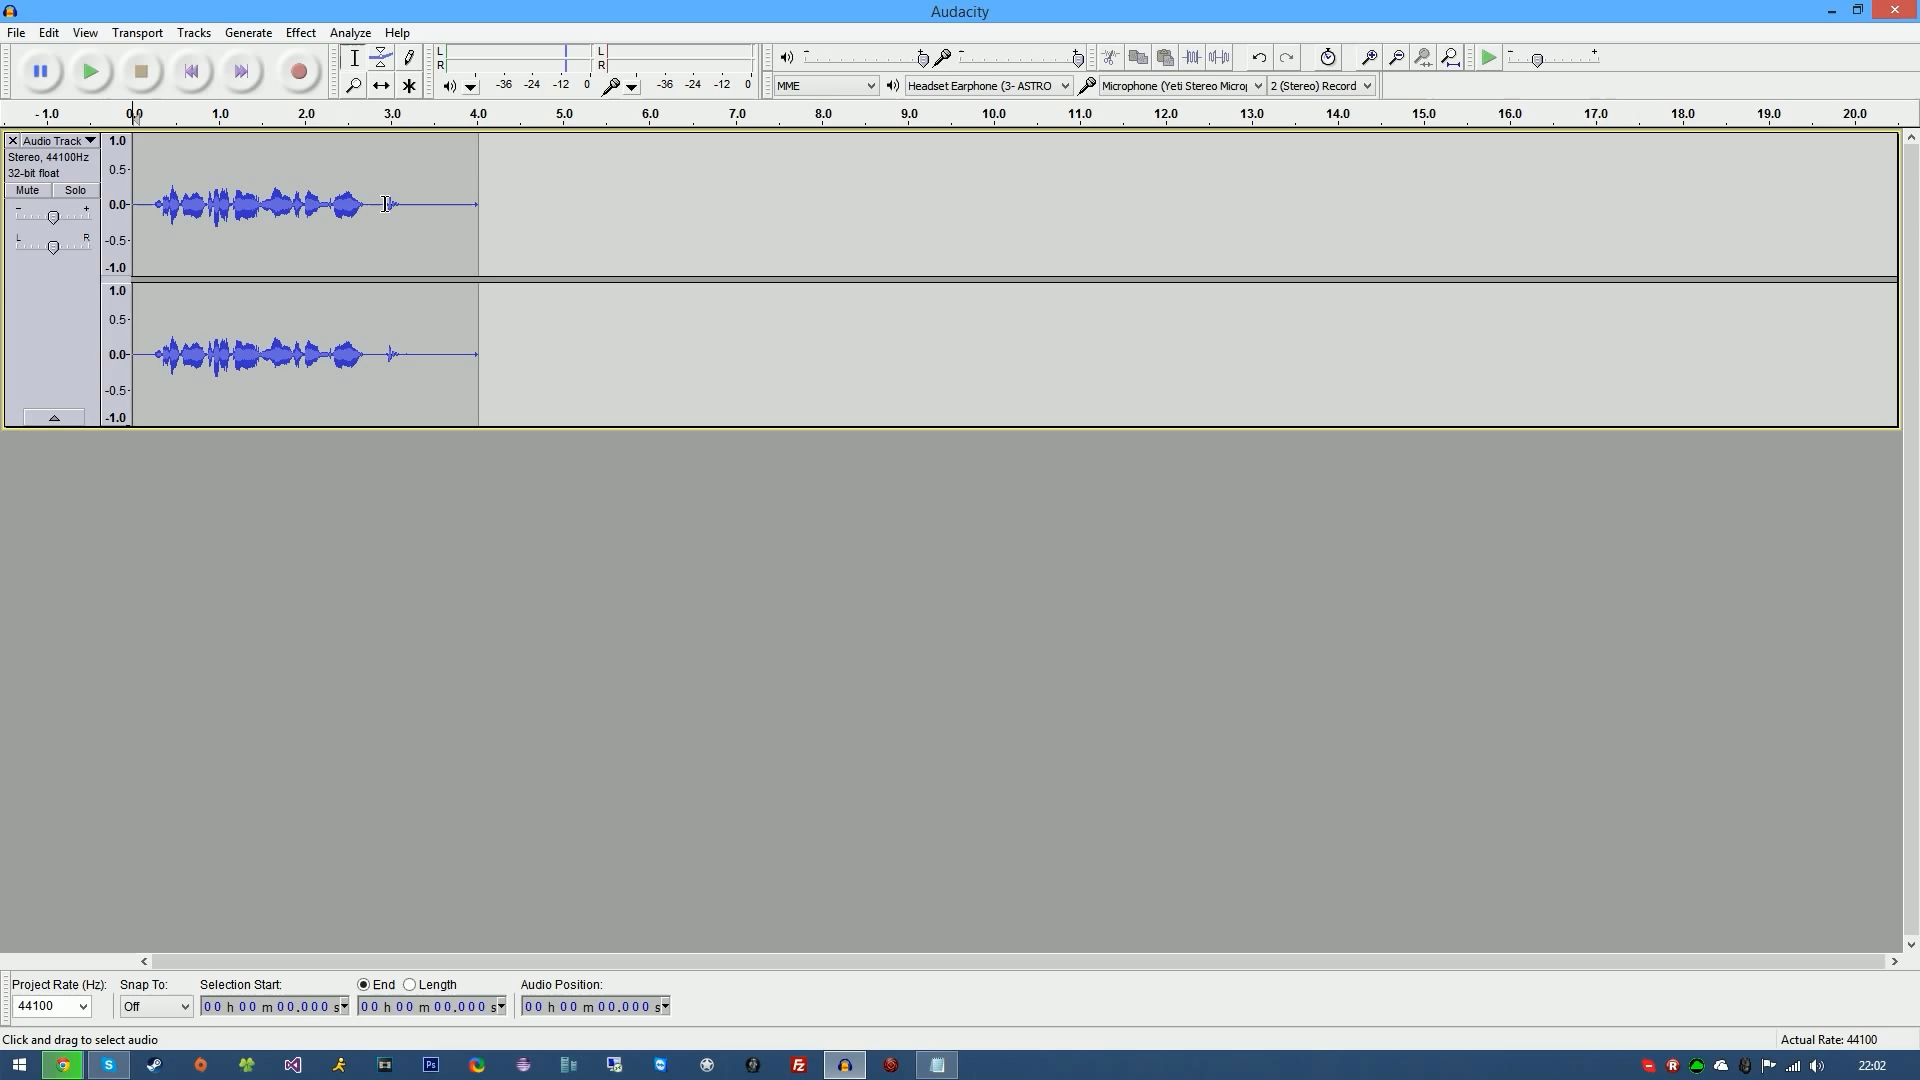 Audacity
File Edit View Transport Tracks Generate Effect Analyze Help
L R -36 -24 -12 0
L R -36 -24 -12 0
- + - +
MME Headset Earphone (3- ASTRO Microphone (Yeti Stereo Microp 2 (Stereo) Record
- 1.0 0.0 1.0 2.0 3.0 4.0 5.0 6.0 7.0 8.0 9.0 10.0 11.0 12.0 13.0 14.0 15.0 16.0 17.0 18.0 19.0 20.0
Audio Track
Stereo, 44100Hz
32-bit float
Mute Solo
- +
L R
1.0
0.5-
0.0-
-0.5-
-1.0
1.0
0.5-
0.0-
-0.5-
-1.0
Project Rate (Hz): Snap To: Selection Start: End Length Audio Position:
44100 Off 00 h 00 m 00.000 s 00 h 00 m 00.000 s 00 h 00 m 00.000 s
Click and drag to select audio
Actual Rate: 44100
S Ps Fz R 22:02